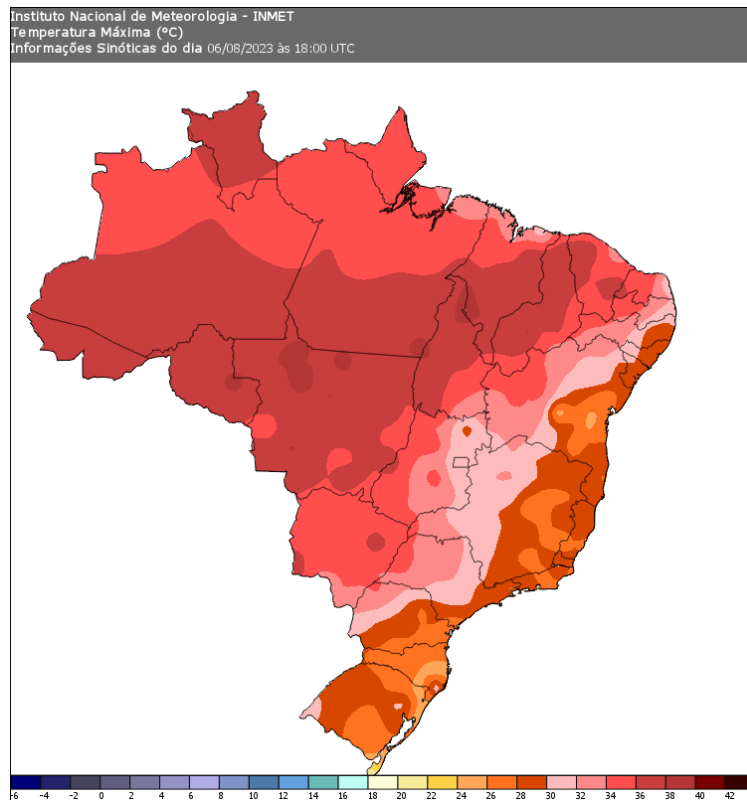 Instituto Nacional de Meteorologia - INMET
Temperatura Máxima (ºC)
Informações Sinóticas do dia 06/08/2023 às 18:00 UTC
-6 -4 -2 0 2 4 6 8 10 12 14 16 18 20 22 24 26 28 30 32 34 36 38 40 42